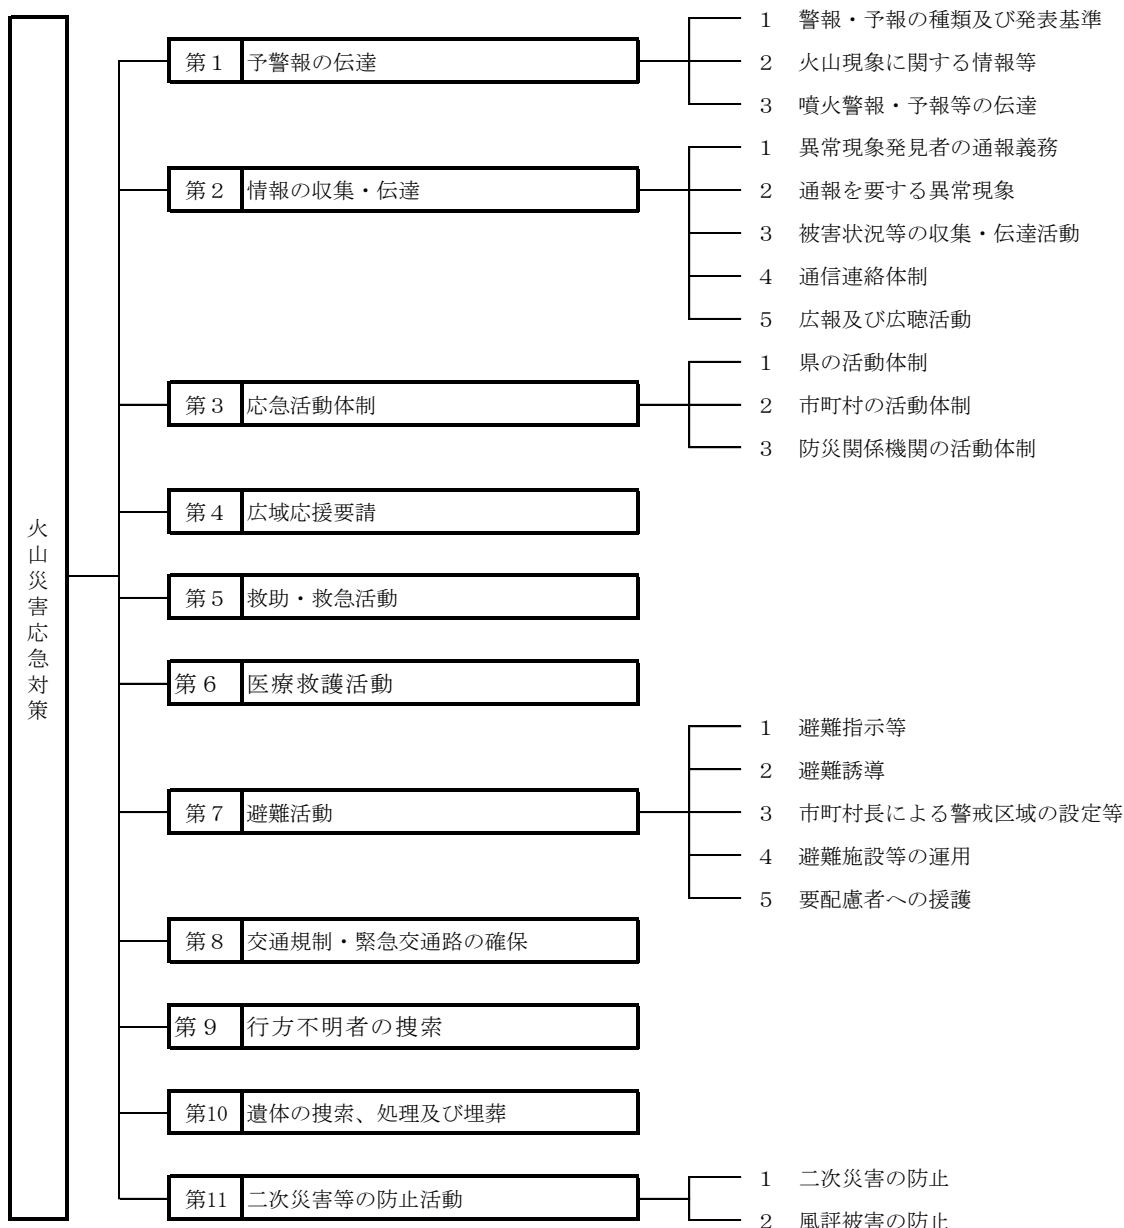 火山災害応急対策
第１ 予警報の伝達
１ 警報・予報の種類及び発表基準
２ 火山現象に関する情報等
３ 噴火警報・予報等の伝達
第２ 情報の収集・伝達
１ 異常現象発見者の通報義務
２ 通報を要する異常現象
３ 被害状況等の収集・伝達活動
４ 通信連絡体制
５ 広報及び広聴活動
第３ 応急活動体制
１ 県の活動体制
２ 市町村の活動体制
３ 防災関係機関の活動体制
第４ 広域応援要請
第５ 救助・救急活動
第６ 医療救護活動
第７ 避難活動
１ 避難指示等
２ 避難誘導
３ 市町村長による警戒区域の設定等
４ 避難施設等の運用
５ 要配慮者への援護
第８ 交通規制・緊急交通路の確保
第９ 行方不明者の捜索
第10 遺体の捜索、処理及び埋葬
第11 二次災害等の防止活動
１ 二次災害の防止
２ 風評被害の防止